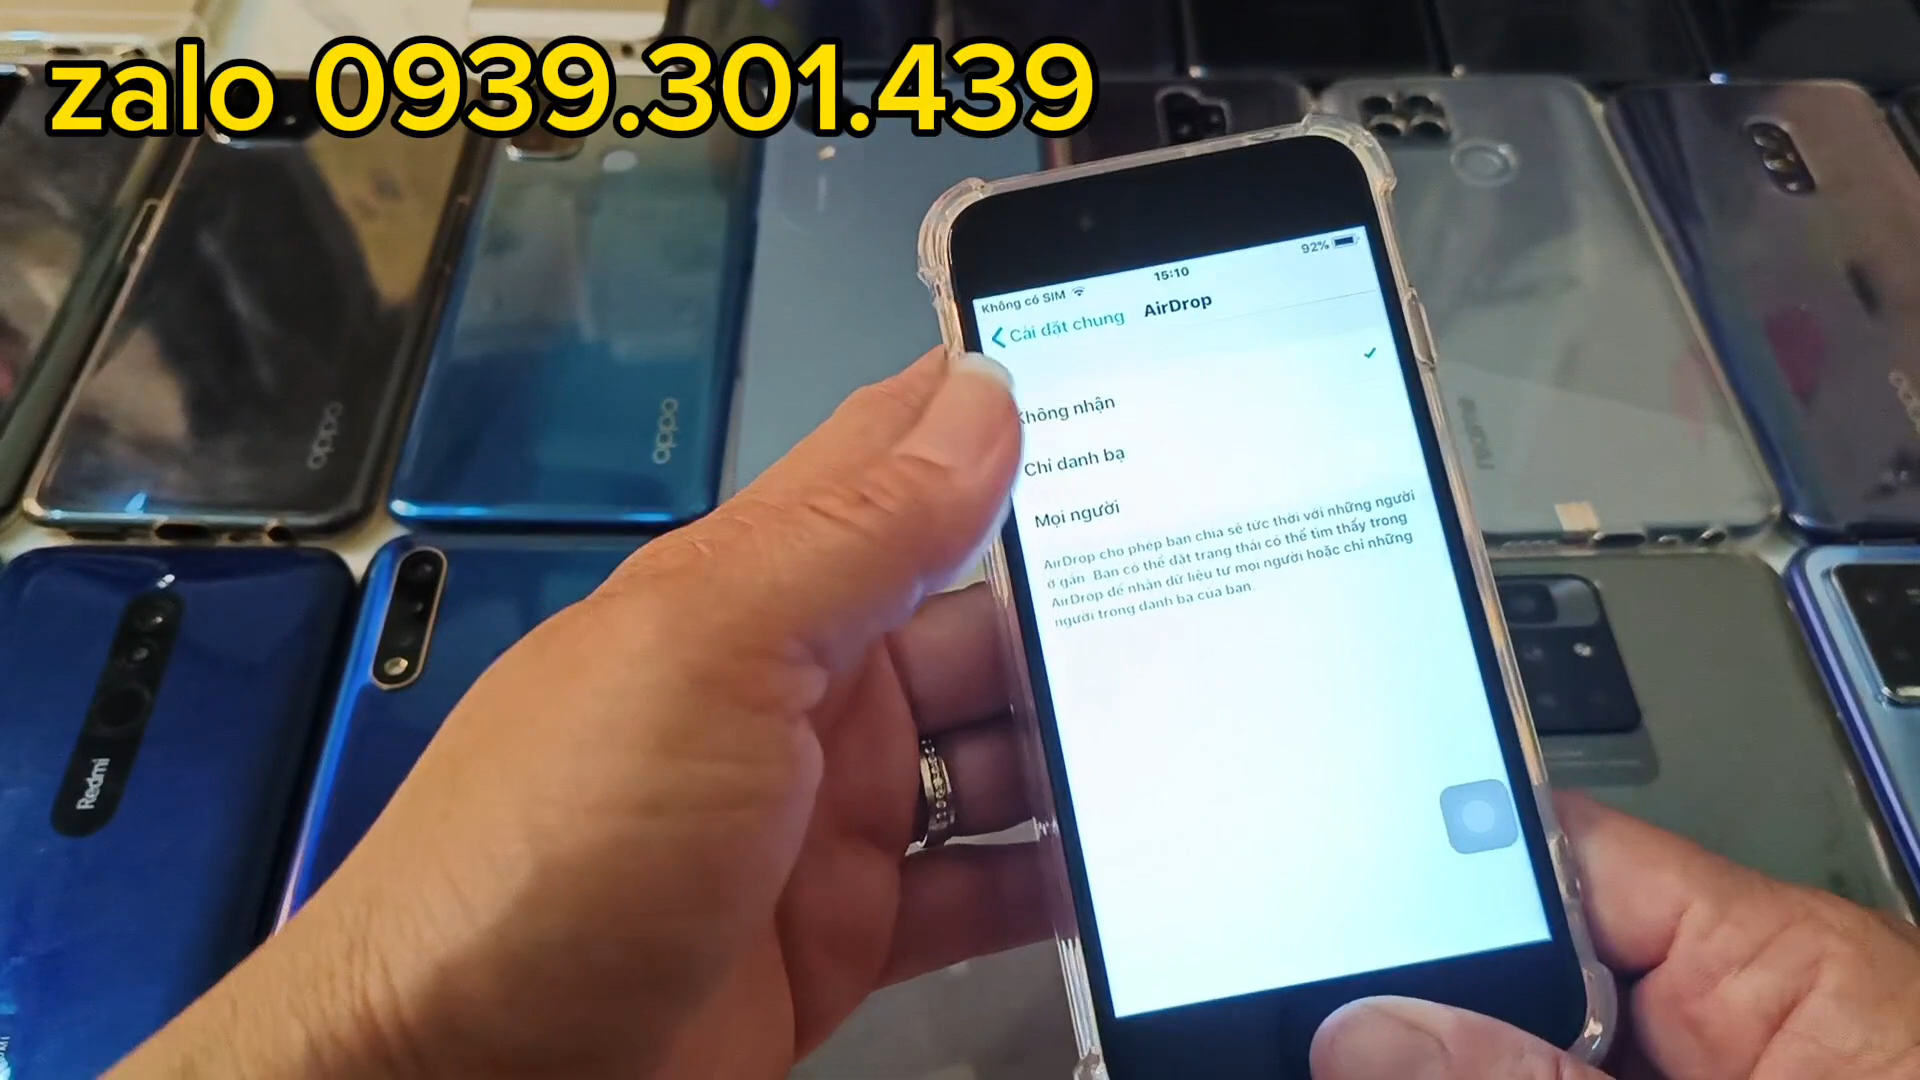 zalo 0939.301.439
Không có SIM
15:10
92%
Cài đặt chung
AirDrop
Không nhận
Chỉ danh bạ
Mọi người
AirDrop cho phép bạn chia sẻ tức thời với những người
ở gần. Bạn có thể đặt trạng thái có thể tìm thấy trong
AirDrop để nhận dữ liệu từ mọi người hoặc chỉ những
người trong danh bạ của bạn.
oppo
oppo
Redmi